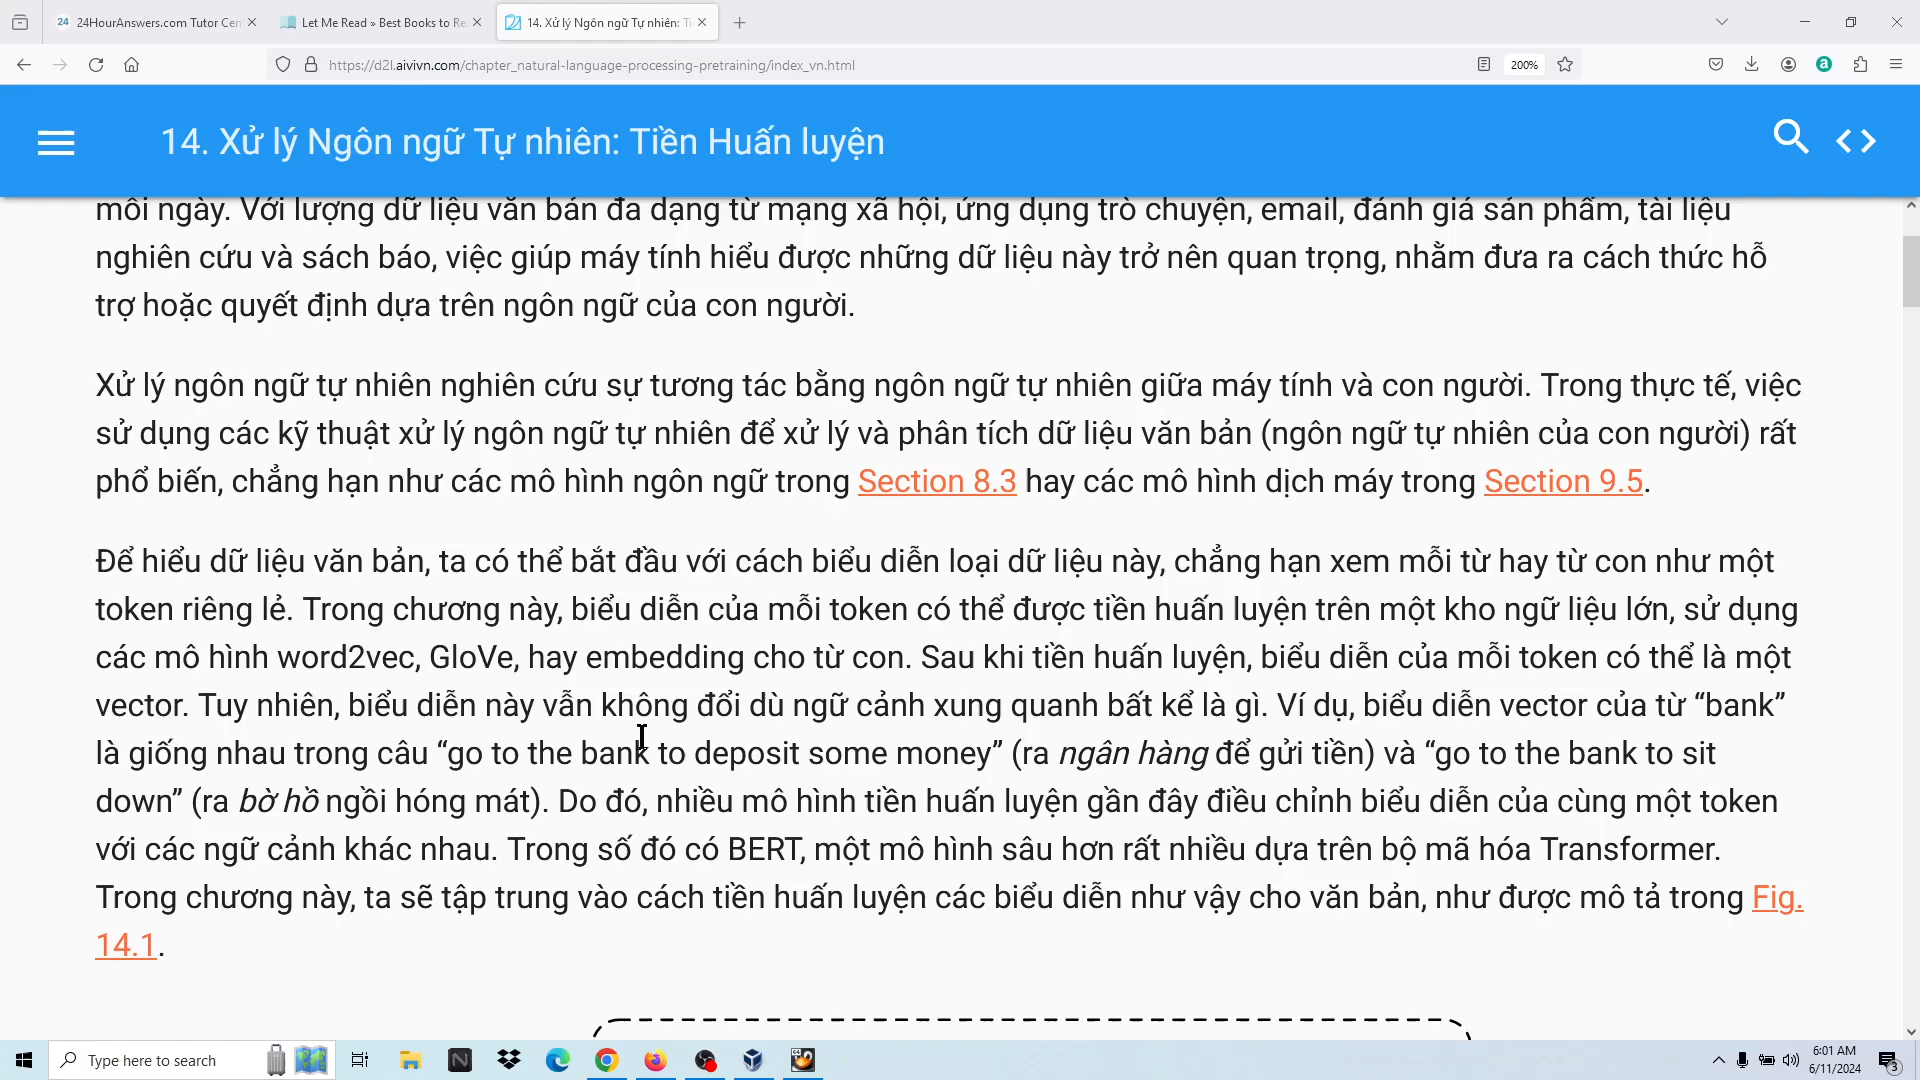 24HourAnswers.com Tutor Cen
Let Me Read » Best Books to Re
14. Xử lý Ngôn ngữ Tự nhiên: Ti
https://d2l.aivivn.com/chapter_natural-language-processing-pretraining/index_vn.html
200%
14. Xử lý Ngôn ngữ Tự nhiên: Tiền Huấn luyện
mỗi ngày. Với lượng dữ liệu văn bản đa dạng từ mạng xã hội, ứng dụng trò chuyện, email, đánh giá sản phẩm, tài liệu
nghiên cứu và sách báo, việc giúp máy tính hiểu được những dữ liệu này trở nên quan trọng, nhằm đưa ra cách thức hỗ
trợ hoặc quyết định dựa trên ngôn ngữ của con người.
Xử lý ngôn ngữ tự nhiên nghiên cứu sự tương tác bằng ngôn ngữ tự nhiên giữa máy tính và con người. Trong thực tế, việc
sử dụng các kỹ thuật xử lý ngôn ngữ tự nhiên để xử lý và phân tích dữ liệu văn bản (ngôn ngữ tự nhiên của con người) rất
phổ biến, chẳng hạn như các mô hình ngôn ngữ trong Section 8.3 hay các mô hình dịch máy trong Section 9.5.
Để hiểu dữ liệu văn bản, ta có thể bắt đầu với cách biểu diễn loại dữ liệu này, chẳng hạn xem mỗi từ hay từ con như một
token riêng lẻ. Trong chương này, biểu diễn của mỗi token có thể được tiền huấn luyện trên một kho ngữ liệu lớn, sử dụng
các mô hình word2vec, GloVe, hay embedding cho từ con. Sau khi tiền huấn luyện, biểu diễn của mỗi token có thể là một
vector. Tuy nhiên, biểu diễn này vẫn không đổi dù ngữ cảnh xung quanh bất kể là gì. Ví dụ, biểu diễn vector của từ “bank”
là giống nhau trong câu “go to the bank to deposit some money” (ra ngân hàng để gửi tiền) và “go to the bank to sit
down” (ra bờ hồ ngồi hóng mát). Do đó, nhiều mô hình tiền huấn luyện gần đây điều chỉnh biểu diễn của cùng một token
với các ngữ cảnh khác nhau. Trong số đó có BERT, một mô hình sâu hơn rất nhiều dựa trên bộ mã hóa Transformer.
Trong chương này, ta sẽ tập trung vào cách tiền huấn luyện các biểu diễn như vậy cho văn bản, như được mô tả trong Fig.
14.1.
Type here to search
6:01 AM
6/11/2024
3